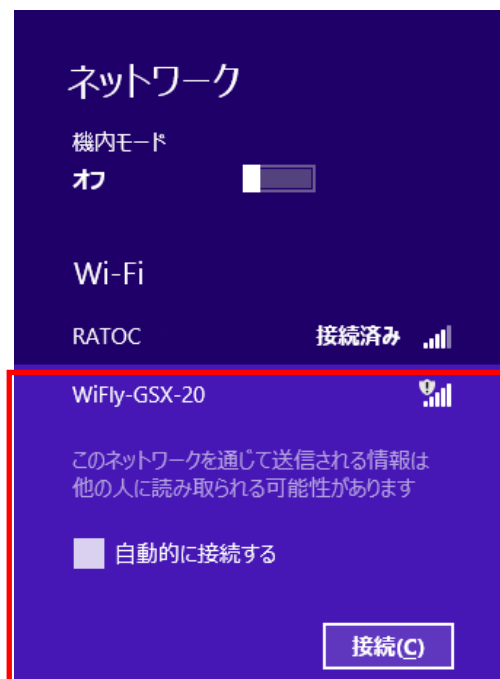 ネットワーク
機内モード
オフ
Wi-Fi
RATOC 接続済み
WiFly-GSX-20
このネットワークを通じて送信される情報は
他の人に読み取られる可能性があります
自動的に接続する
接続(C)